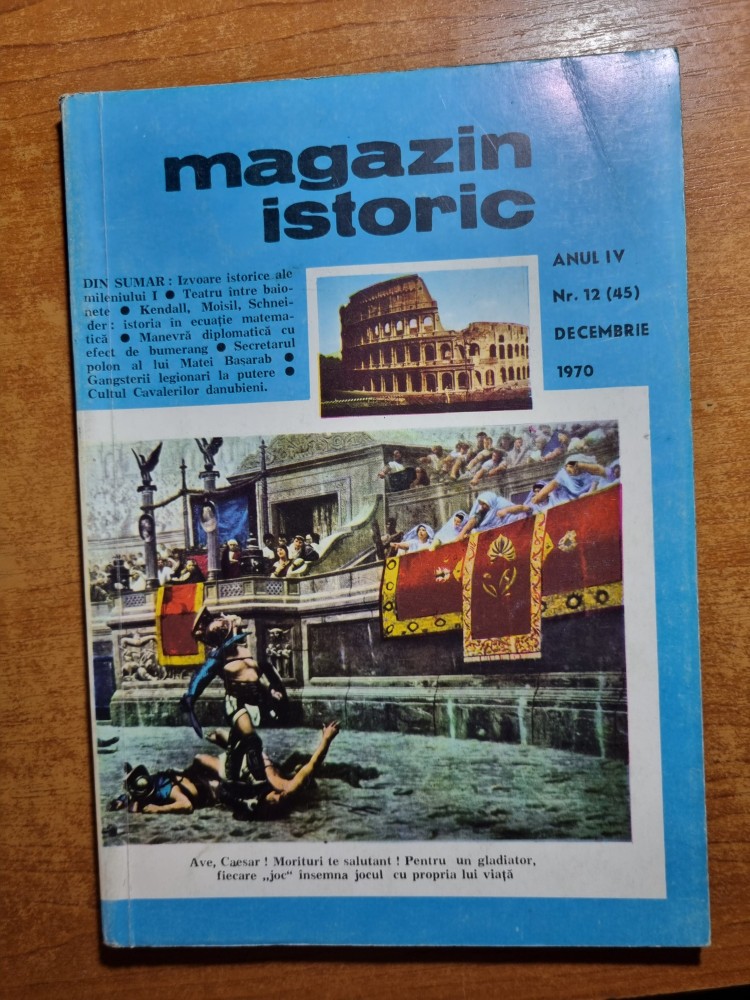 magazin
istoric
DIN SUMAR : Izvoare istorice ale
mileniului I ● Teatru între baio-
nete ● Kendall, Moisil, Schnei-
der : istoria în ecuație matema-
tică ● Manevră diplomatică cu
efect de bumerang ● Secretarul
polon al lui Matei Basarab ●
Gangsterii legionari la putere ●
Cultul Cavalerilor danubieni.
ANUL IV
Nr. 12 (45)
DECEMBRIE
1970
Ave, Caesar ! Morituri te salutant ! Pentru un gladiator,
fiecare „joc“ însemna jocul cu propria lui viață